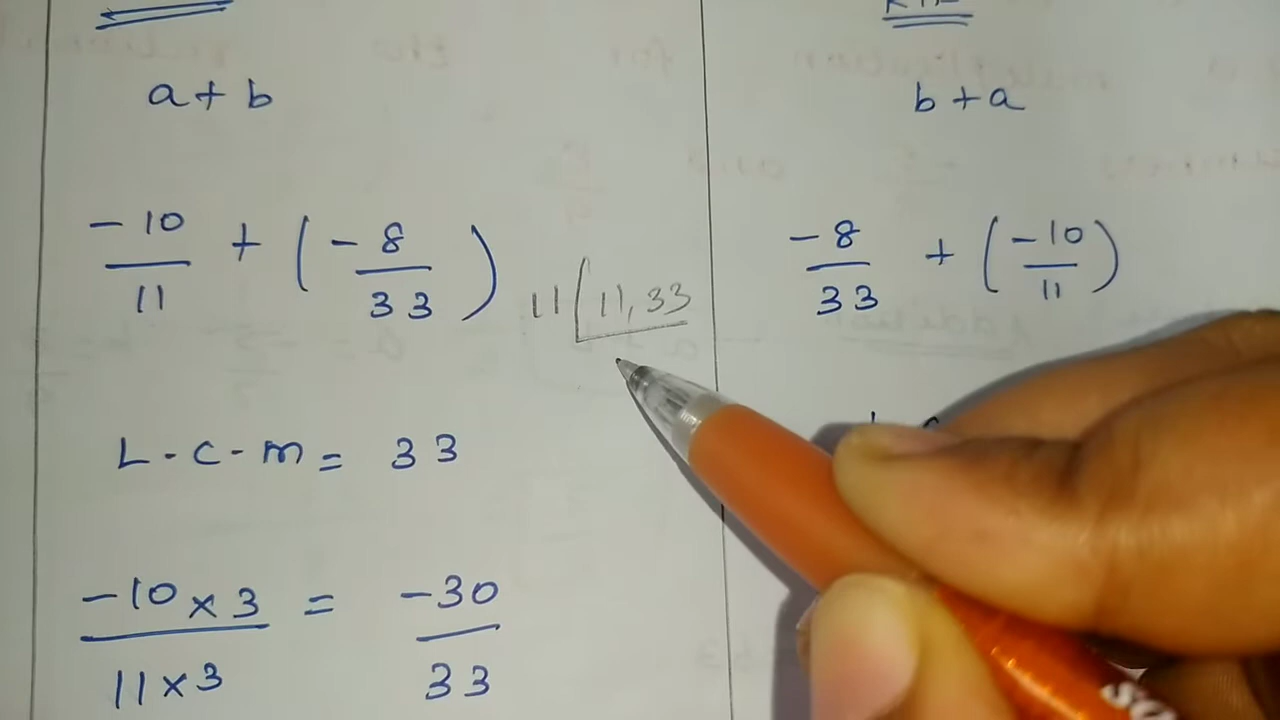 a + b
-10/11 + (-8/33)
11 | 11, 33
L.C.M = 33
-10 × 3 / 11 × 3 = -30/33
b + a
-8/33 + (-10/11)